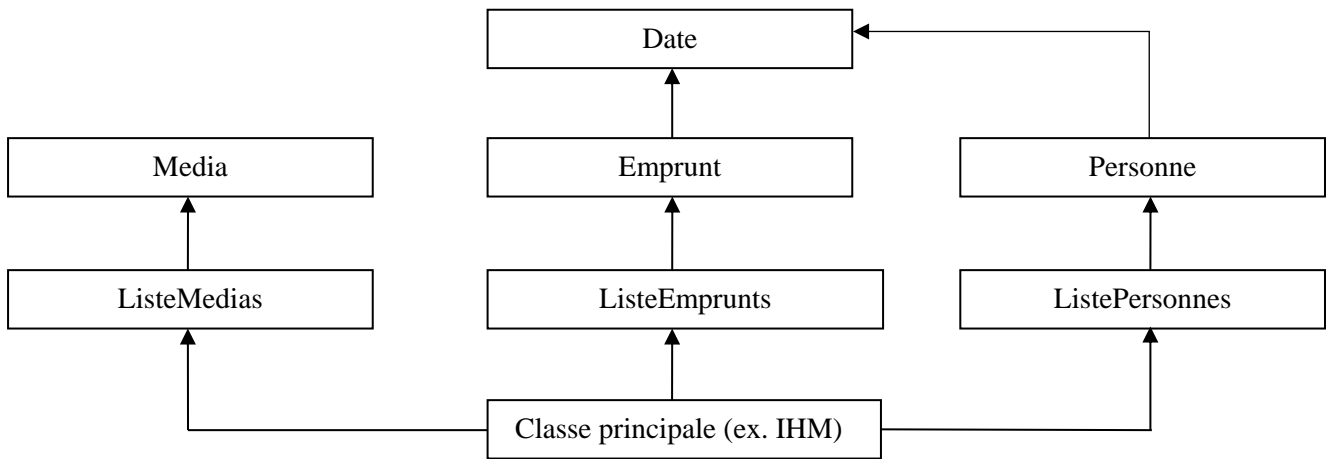 Date
Media
Emprunt
Personne
ListeMedias
ListeEmprunts
ListePersonnes
Classe principale (ex. IHM)